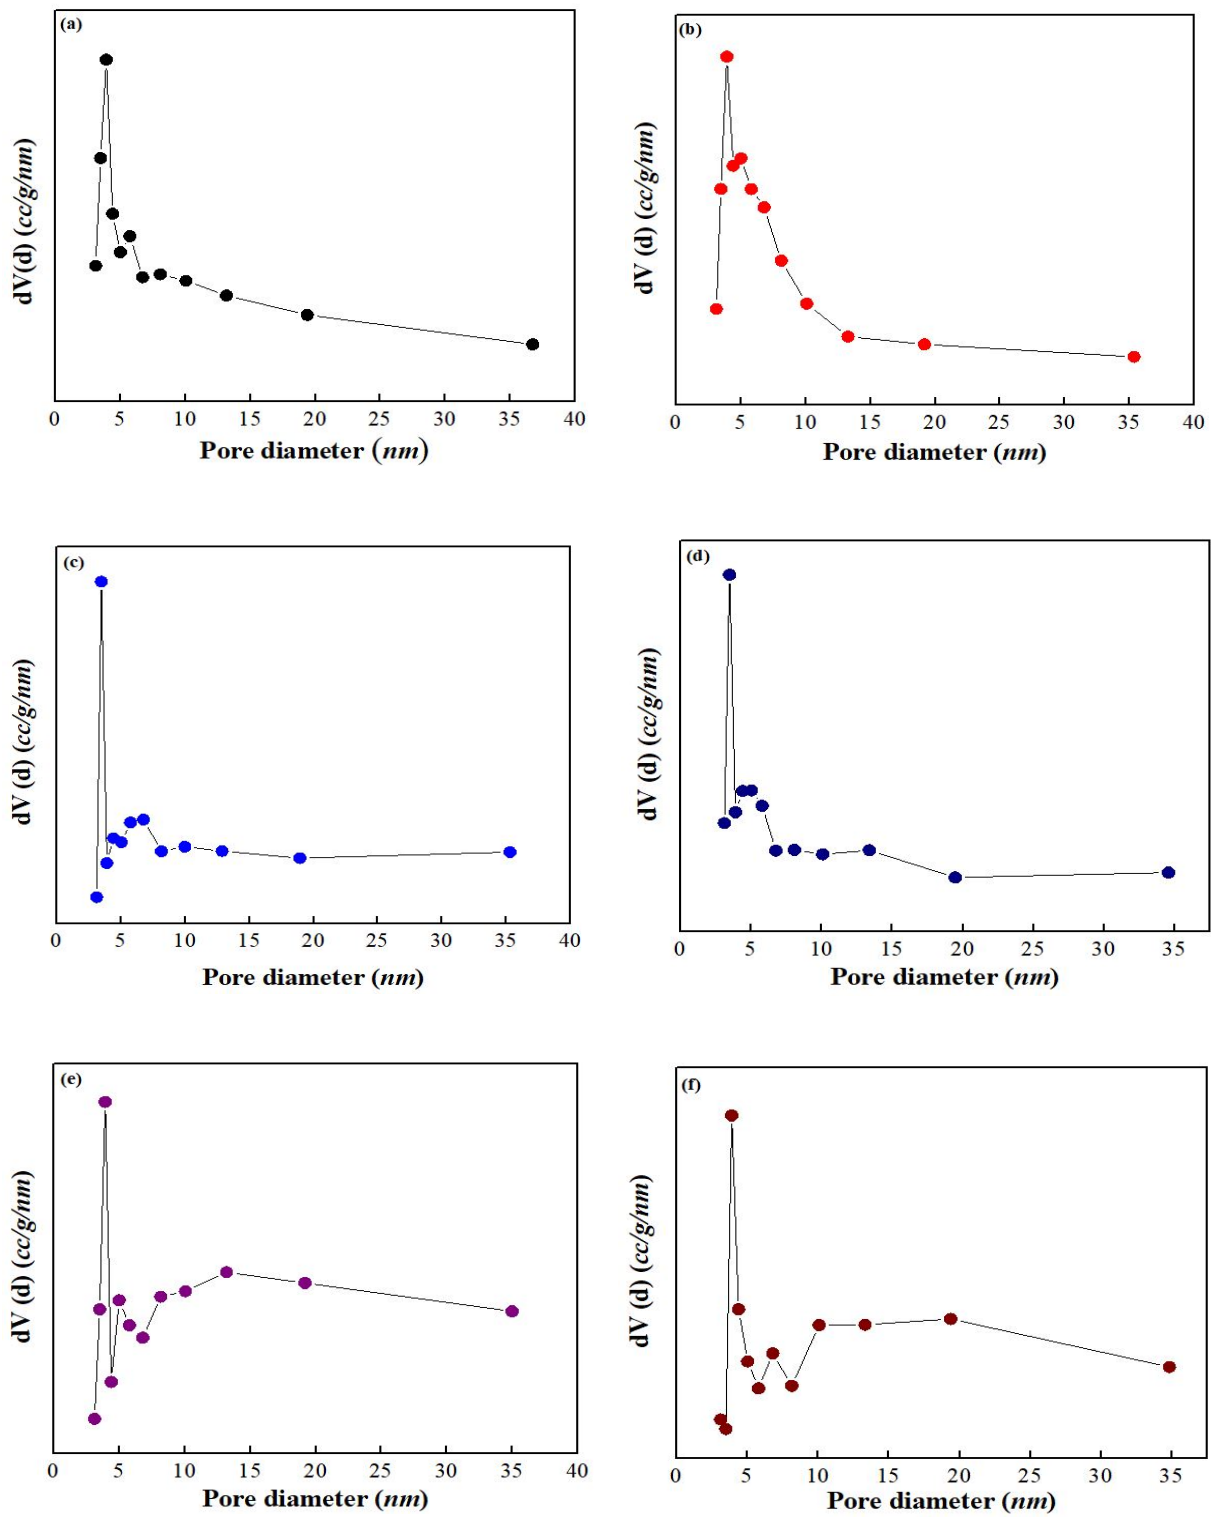 (a)
dV(d) (cc/g/nm)
0 5 10 15 20 25 30 35 40
Pore diameter (nm)
(b)
dV (d) (cc/g/nm)
0 5 10 15 20 25 30 35 40
Pore diameter (nm)
(c)
dV (d) (cc/g/nm)
0 5 10 15 20 25 30 35 40
Pore diameter (nm)
(d)
dV (d) (cc/g/nm)
0 5 10 15 20 25 30 35
Pore diameter (nm)
(e)
dV (d) (cc/g/nm)
0 5 10 15 20 25 30 35 40
Pore diameter (nm)
(f)
dV (d) (cc/g/nm)
0 5 10 15 20 25 30 35
Pore diameter (nm)